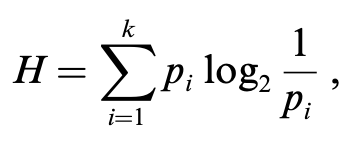 H = \sum_{i=1}^{k} p_i \log_2 \frac{1}{p_i} ,